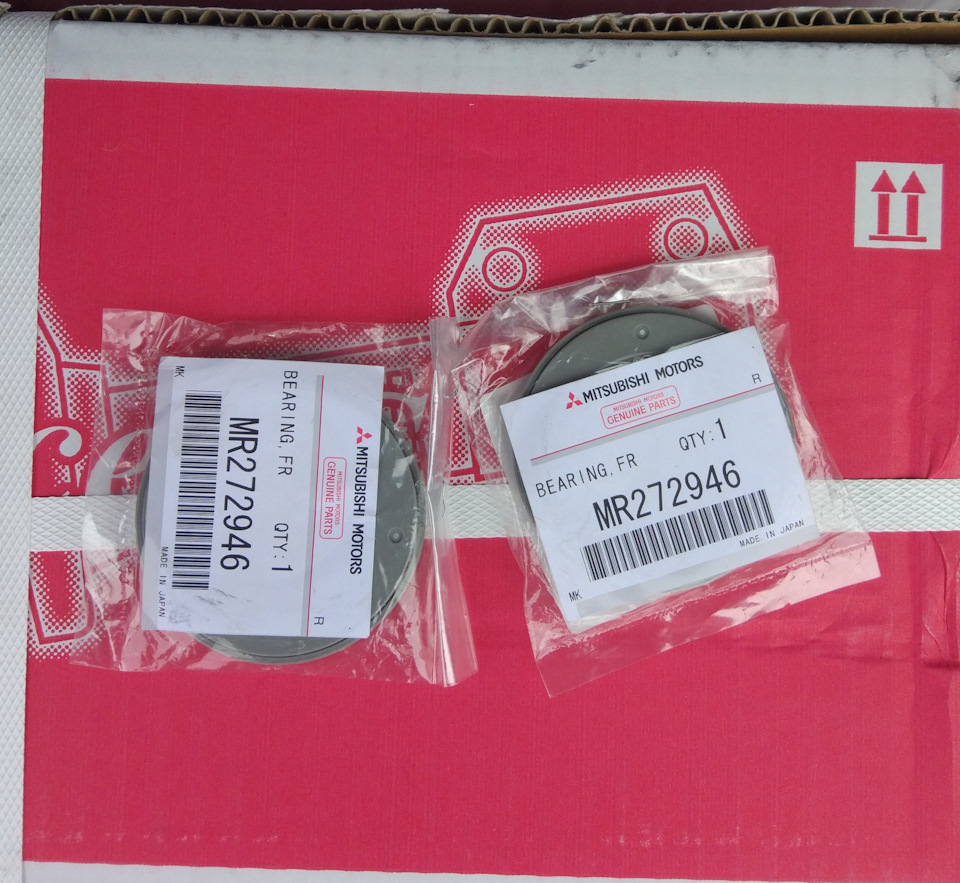 MITSUBISHI MOTORS
MITSUBISHI MOTORS
GENUINE PARTS
R
BEARING, FR
QTY: 1
MR272946
MADE IN JAPAN
MK
MITSUBISHI MOTORS
MITSUBISHI MOTORS
GENUINE PARTS
R
BEARING, FR
QTY: 1
MR272946
MADE IN JAPAN
MK